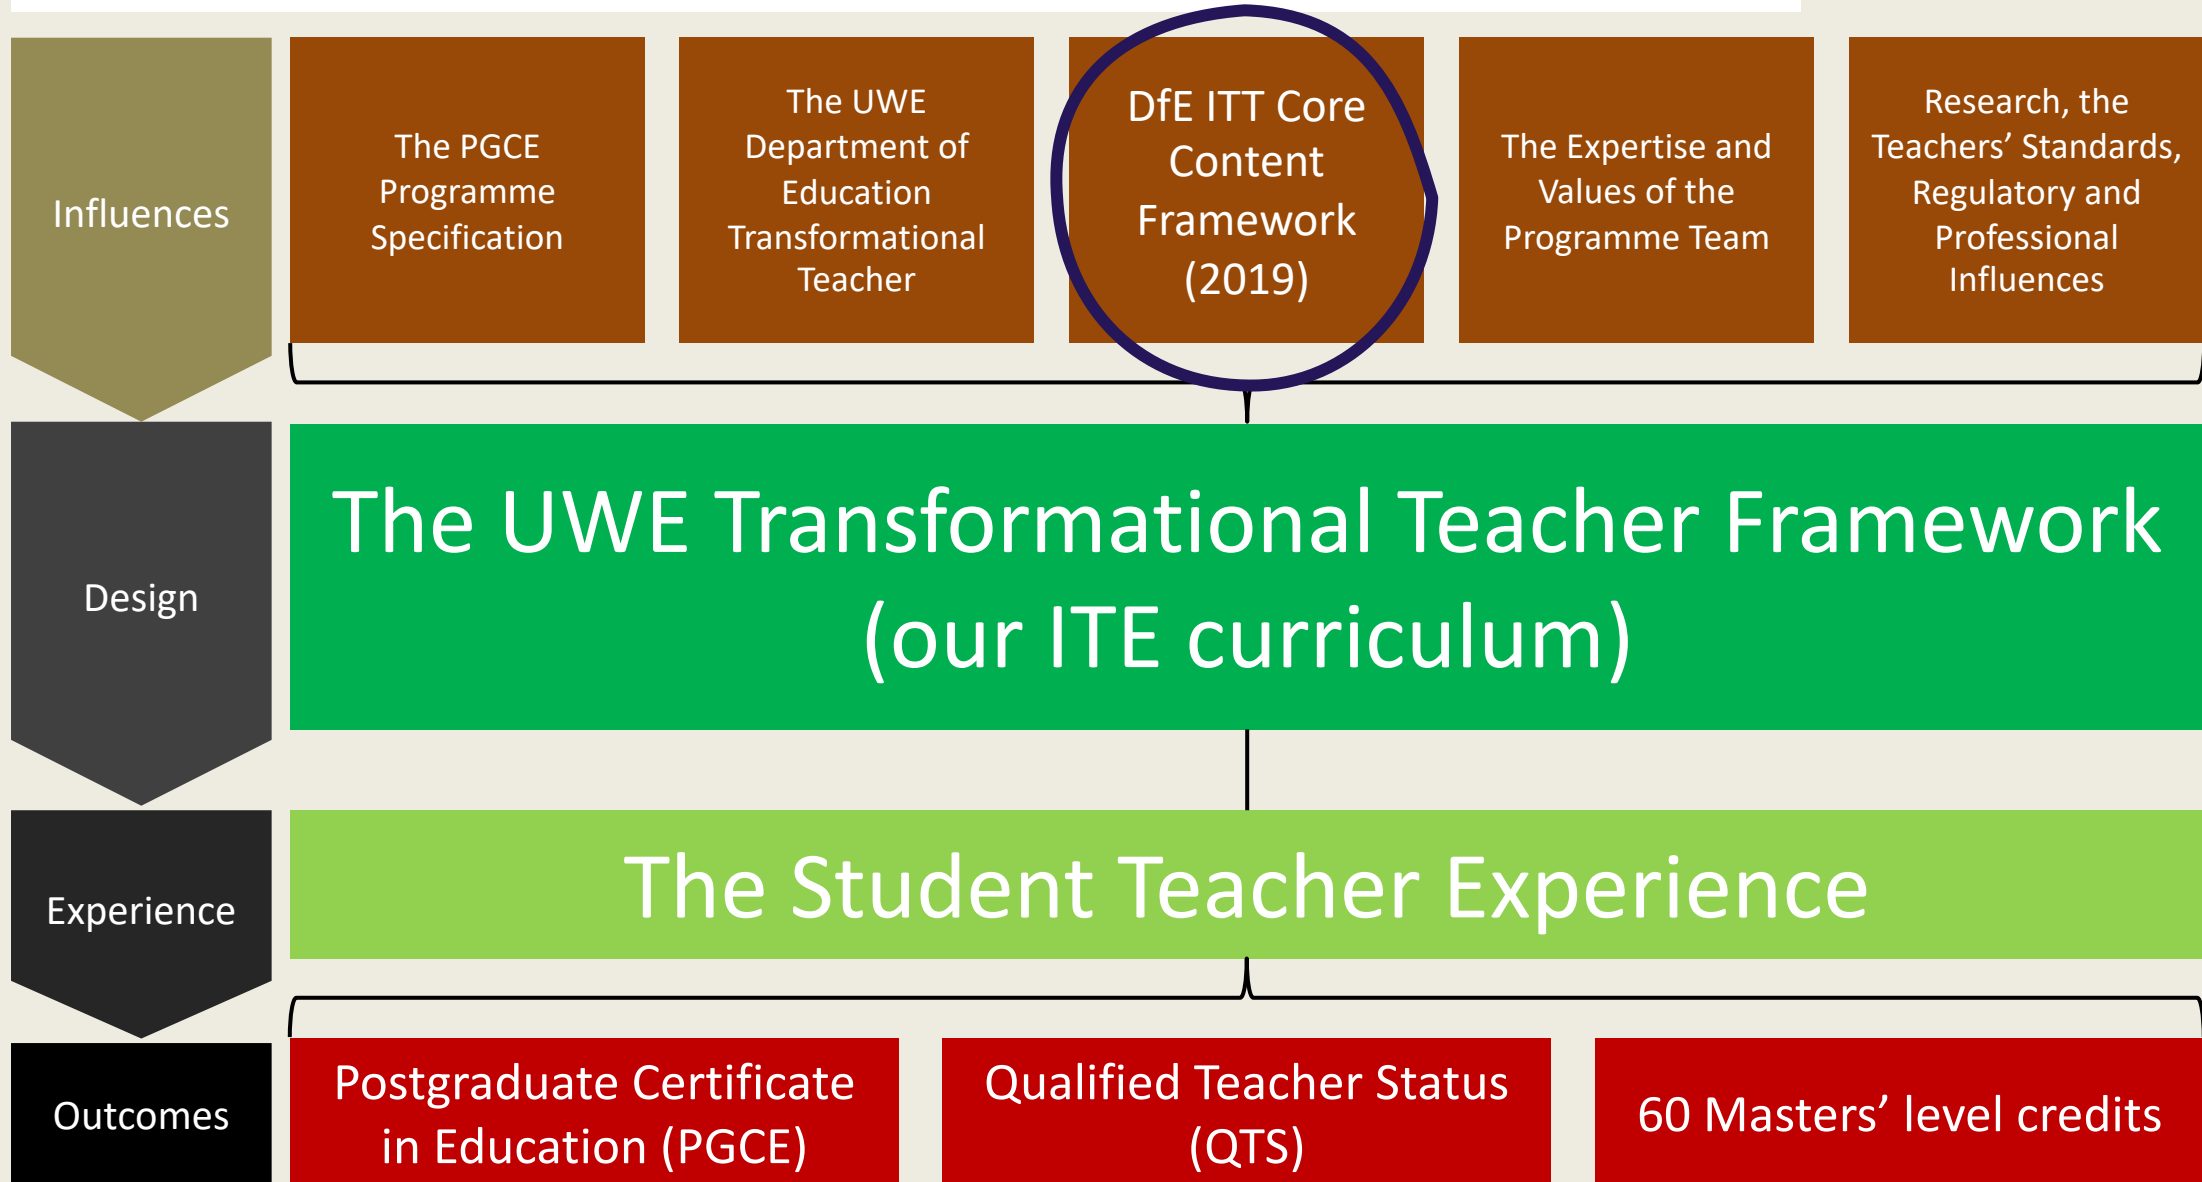 Influences
The PGCE
Programme
Specification
The UWE
Department of
Education
Transformational
Teacher
DfE ITT Core
Content
Framework
(2019)
The Expertise and
Values of the
Programme Team
Research, the
Teachers’ Standards,
Regulatory and
Professional
Influences
Design
The UWE Transformational Teacher Framework
(our ITE curriculum)
Experience
The Student Teacher Experience
Outcomes
Postgraduate Certificate
in Education (PGCE)
Qualified Teacher Status
(QTS)
60 Masters’ level credits